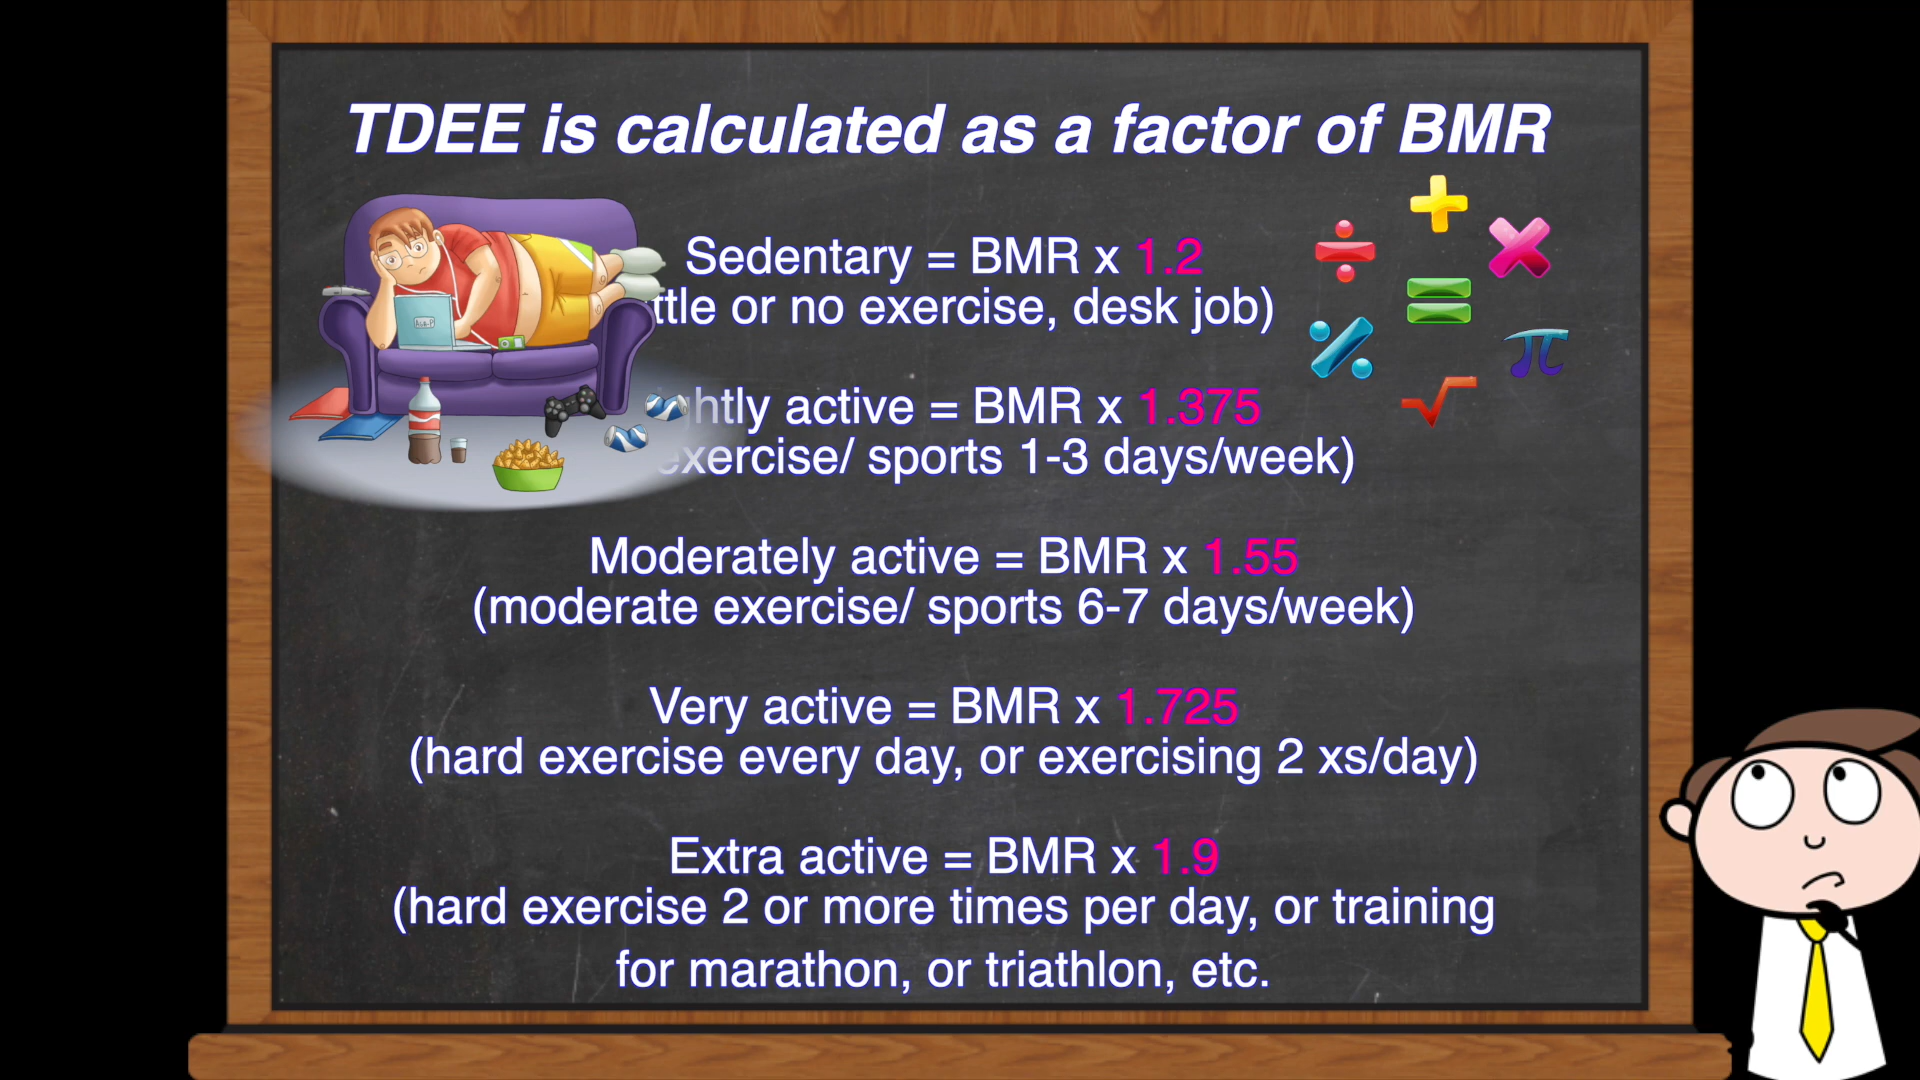 TDEE is calculated as a factor of BMR
Sedentary = BMR x 1.2
ttle or no exercise, desk job)
ghtly active = BMR x 1.375
exercise/ sports 1-3 days/week)
Moderately active = BMR x 1.55
(moderate exercise/ sports 6-7 days/week)
Very active = BMR x 1.725
(hard exercise every day, or exercising 2 xs/day)
Extra active = BMR x 1.9
(hard exercise 2 or more times per day, or training
for marathon, or triathlon, etc.